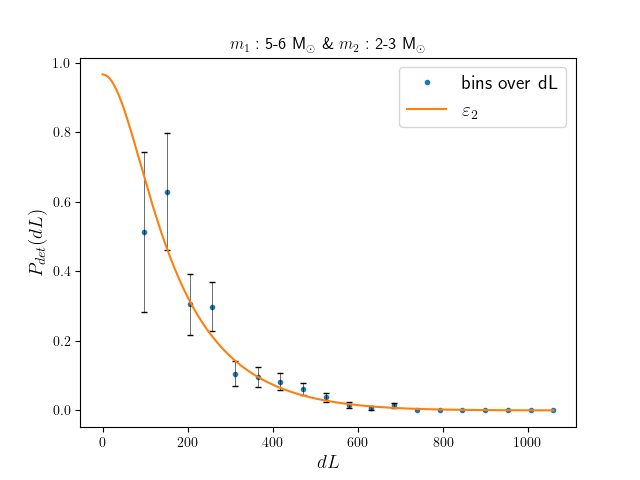 m₁ : 5-6 M⊙ & m₂ : 2-3 M⊙
bins over dL
ε₂
P_det(dL)
1.0
0.8
0.6
0.4
0.2
0.0
0 200 400 600 800 1000
dL